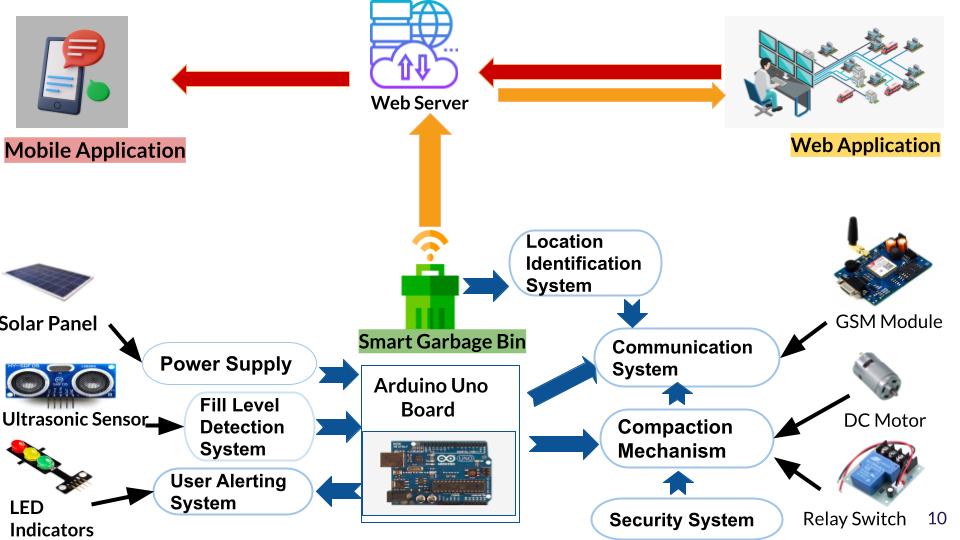 Web Server
Mobile Application
Web Application
Location
Identification
System
Solar Panel
Smart Garbage Bin
GSM Module
Power Supply
Communication
System
Arduino Uno
Board
Ultrasonic Sensor
Fill Level
Detection
System
DC Motor
Compaction
Mechanism
User Alerting
System
LED
Indicators
Security System
Relay Switch
10